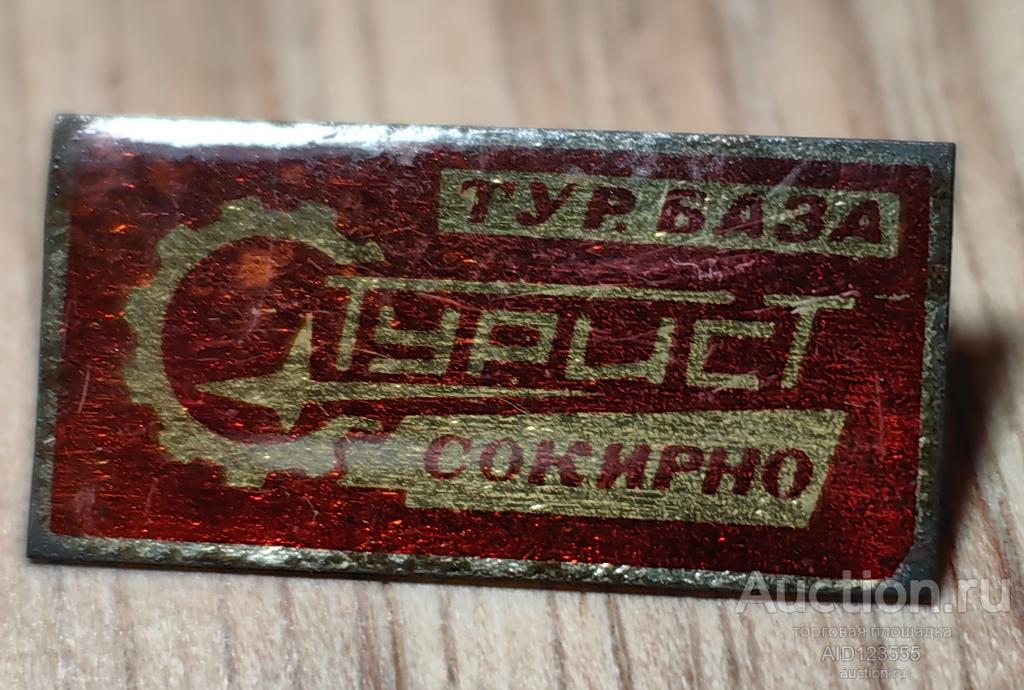 ТУР. БАЗА
ТУРИСТ
СОКИРНО
Auction.ru
торговая площадка
AID123555
auction.ru